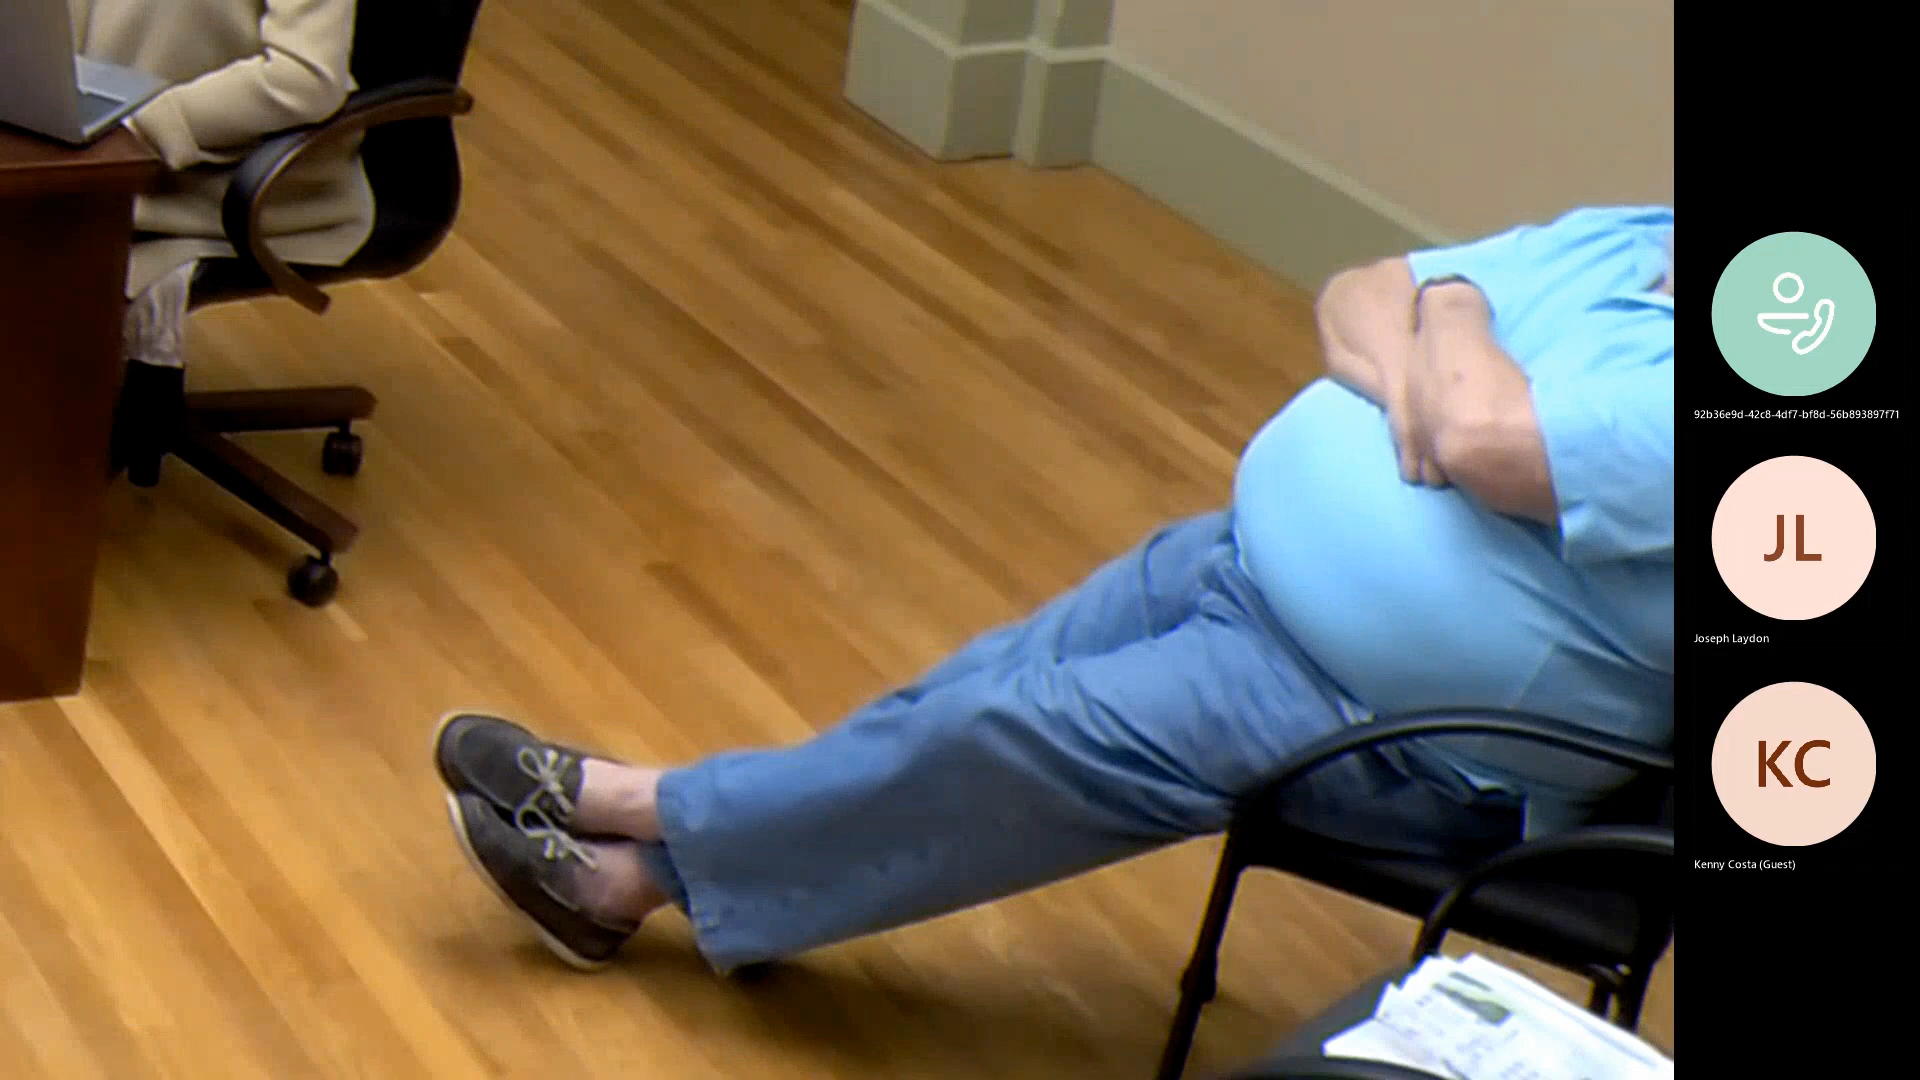 92b36e9d-42c8-4df7-bf8d-56b893897f71
JL
Joseph Laydon
KC
Kenny Costa (Guest)